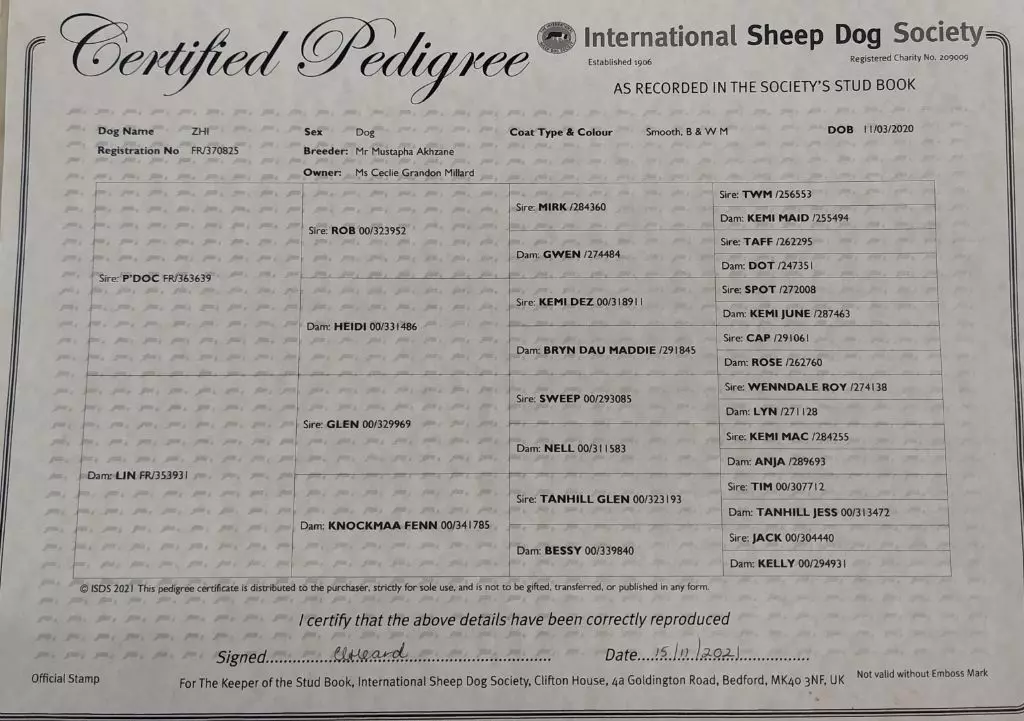 Certified Pedigree
International Sheep Dog Society
Established 1906
Registered Charity No. 209009
AS RECORDED IN THE SOCIETY'S STUD BOOK
Dog Name ZHI Sex Dog Coat Type & Colour Smooth, B & W M DOB 11/03/2020
Registration No FR/370825 Breeder: Mr Mustapha Akhzane
Owner: Ms Ceclie Grandon Millard
Sire: P'DOC FR/363639
Dam: LIN FR/353931
Sire: ROB 00/323952
Dam: HEIDI 00/331486
Sire: GLEN 00/329969
Dam: KNOCKMAA FENN 00/341785
Sire: MIRK /284360
Dam: GWEN /274484
Sire: KEMI DEZ 00/318911
Dam: BRYN DAU MADDIE /291845
Sire: SWEEP 00/293085
Dam: NELL 00/311583
Sire: TANHILL GLEN 00/323193
Dam: BESSY 00/339840
Sire: TWM /256553
Dam: KEMI MAID /255494
Sire: TAFF /262295
Dam: DOT /247351
Sire: SPOT /272008
Dam: KEMI JUNE /287463
Sire: CAP /291061
Dam: ROSE /262760
Sire: WENNDALE ROY /274138
Dam: LYN /271128
Sire: KEMI MAC /284255
Dam: ANJA /289693
Sire: TIM 00/307712
Dam: TANHILL JESS 00/313472
Sire: JACK 00/304440
Dam: KELLY 00/294931
© ISDS 2021 This pedigree certificate is distributed to the purchaser, strictly for sole use, and is not to be gifted, transferred, or published in any form.
I certify that the above details have been correctly reproduced
Signed Date 15/11/2021
Official Stamp
For The Keeper of the Stud Book, International Sheep Dog Society, Clifton House, 4a Goldington Road, Bedford, MK40 3NF, UK
Not valid without Emboss Mark